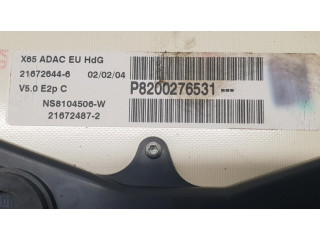 X65 ADAC EU HdG
21672644-6 02/02/04
V5.0 E2p C
P8200276531---
NS8104506-W
21672487-2